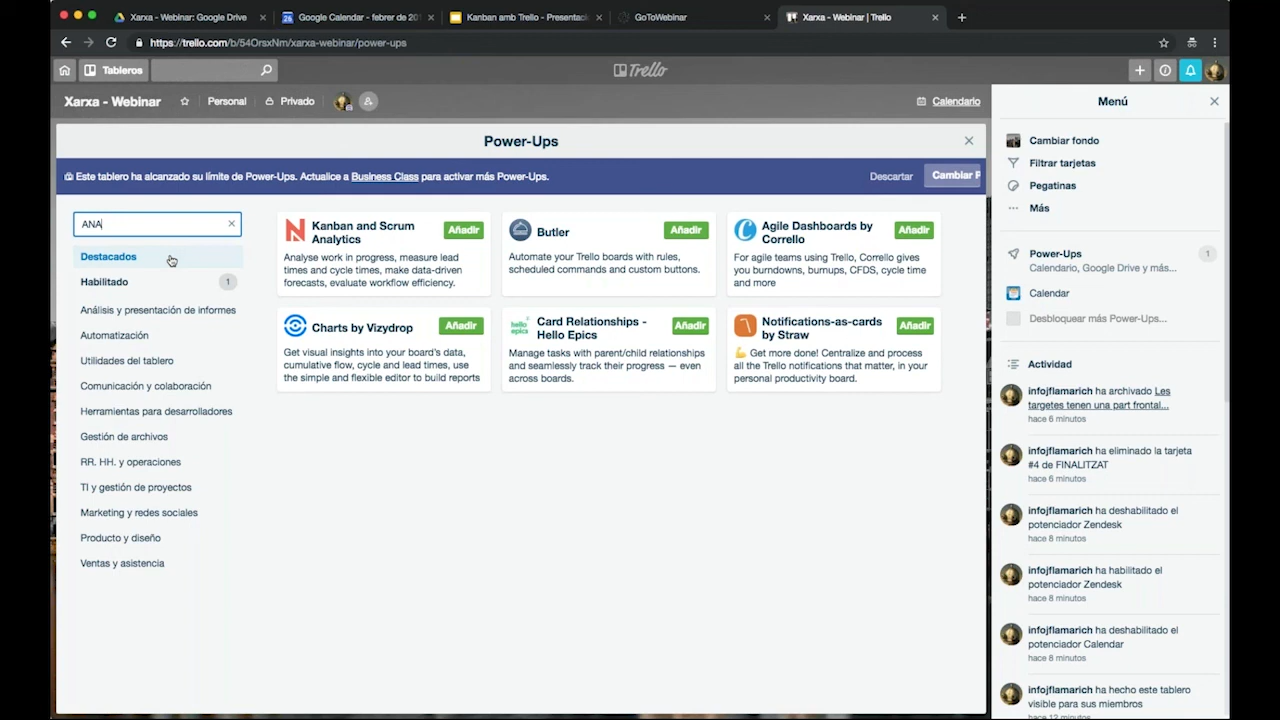 Xarxa - Webinar: Google Drive
Google Calendar - febrer de 20
Kanban amb Trello - Presentaci
GoToWebinar
Xarxa - Webinar | Trello
https://trello.com/b/54OrsxNm/xarxa-webinar/power-ups
Tableros
Trello
Xarxa - Webinar
Personal
Privado
Calendario
Menú
Power-Ups
Este tablero ha alcanzado su límite de Power-Ups. Actualice a Business Class para activar más Power-Ups.
Descartar
Cambiar P
ANA
Destacados
Habilitado
1
Análisis y presentación de informes
Automatización
Utilidades del tablero
Comunicación y colaboración
Herramientas para desarrolladores
Gestión de archivos
RR. HH. y operaciones
TI y gestión de proyectos
Marketing y redes sociales
Producto y diseño
Ventas y asistencia
Kanban and Scrum
Analytics
Añadir
Analyse work in progress, measure lead
times and cycle times, make data-driven
forecasts, evaluate workflow efficiency.
Butler
Añadir
Automate your Trello boards with rules,
scheduled commands and custom buttons.
Agile Dashboards by
Corrello
Añadir
For agile teams using Trello, Corrello gives
you burndowns, burnups, CFDS, cycle time
and more
Charts by Vizydrop
Añadir
Get visual insights into your board's data,
cumulative flow, cycle and lead times, use
the simple and flexible editor to build reports
hello
epics
Card Relationships -
Hello Epics
Añadir
Manage tasks with parent/child relationships
and seamlessly track their progress — even
across boards.
Notifications-as-cards
by Straw
Añadir
💪 Get more done! Centralize and process
all the Trello notifications that matter, in your
personal productivity board.
Cambiar fondo
Filtrar tarjetas
Pegatinas
Más
Power-Ups
1
Calendario, Google Drive y más...
Calendar
Desbloquear más Power-Ups...
Actividad
infojflamarich ha archivado Les
targetes tenen una part frontal...
hace 6 minutos
infojflamarich ha eliminado la tarjeta
#4 de FINALITZAT
hace 6 minutos
infojflamarich ha deshabilitado el
potenciador Zendesk
hace 8 minutos
infojflamarich ha habilitado el
potenciador Zendesk
hace 8 minutos
infojflamarich ha deshabilitado el
potenciador Calendar
hace 8 minutos
infojflamarich ha hecho este tablero
visible para sus miembros
hace 12 minutos